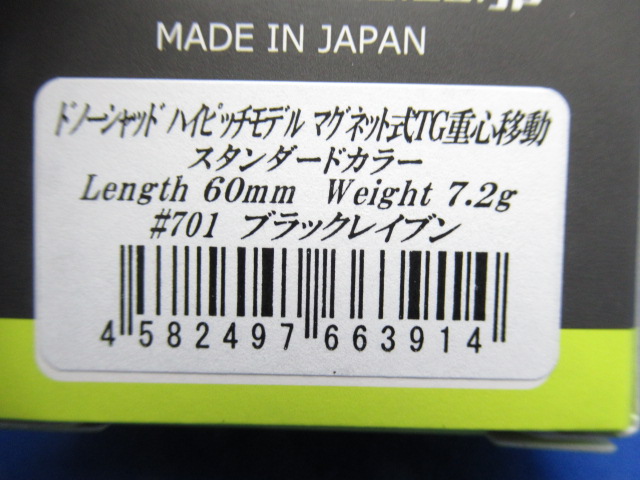 MADE IN JAPAN
ドノーシャッド ハイピッチモデル マグネット式TG重心移動
スタンダードカラー
Length 60mm Weight 7.2g
#701 ブラックレイブン
4 582497 663914